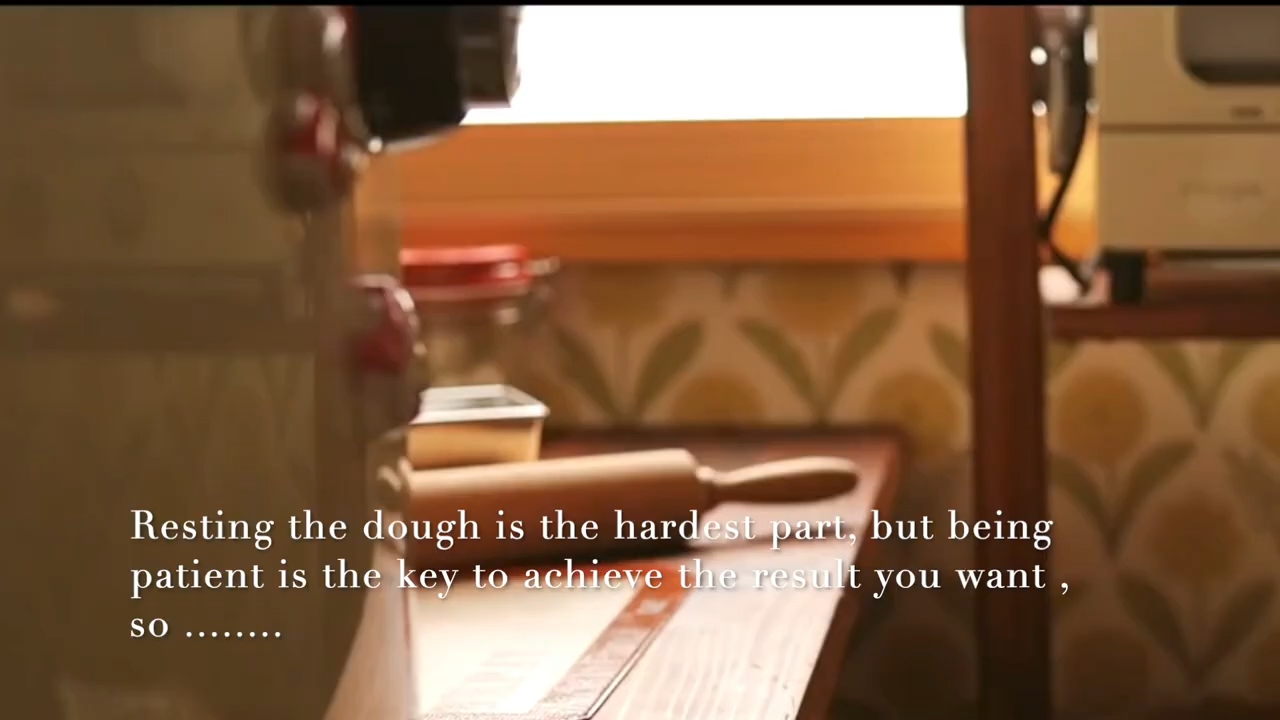 Resting the dough is the hardest part, but being
patient is the key to achieve the result you want ,
so ........